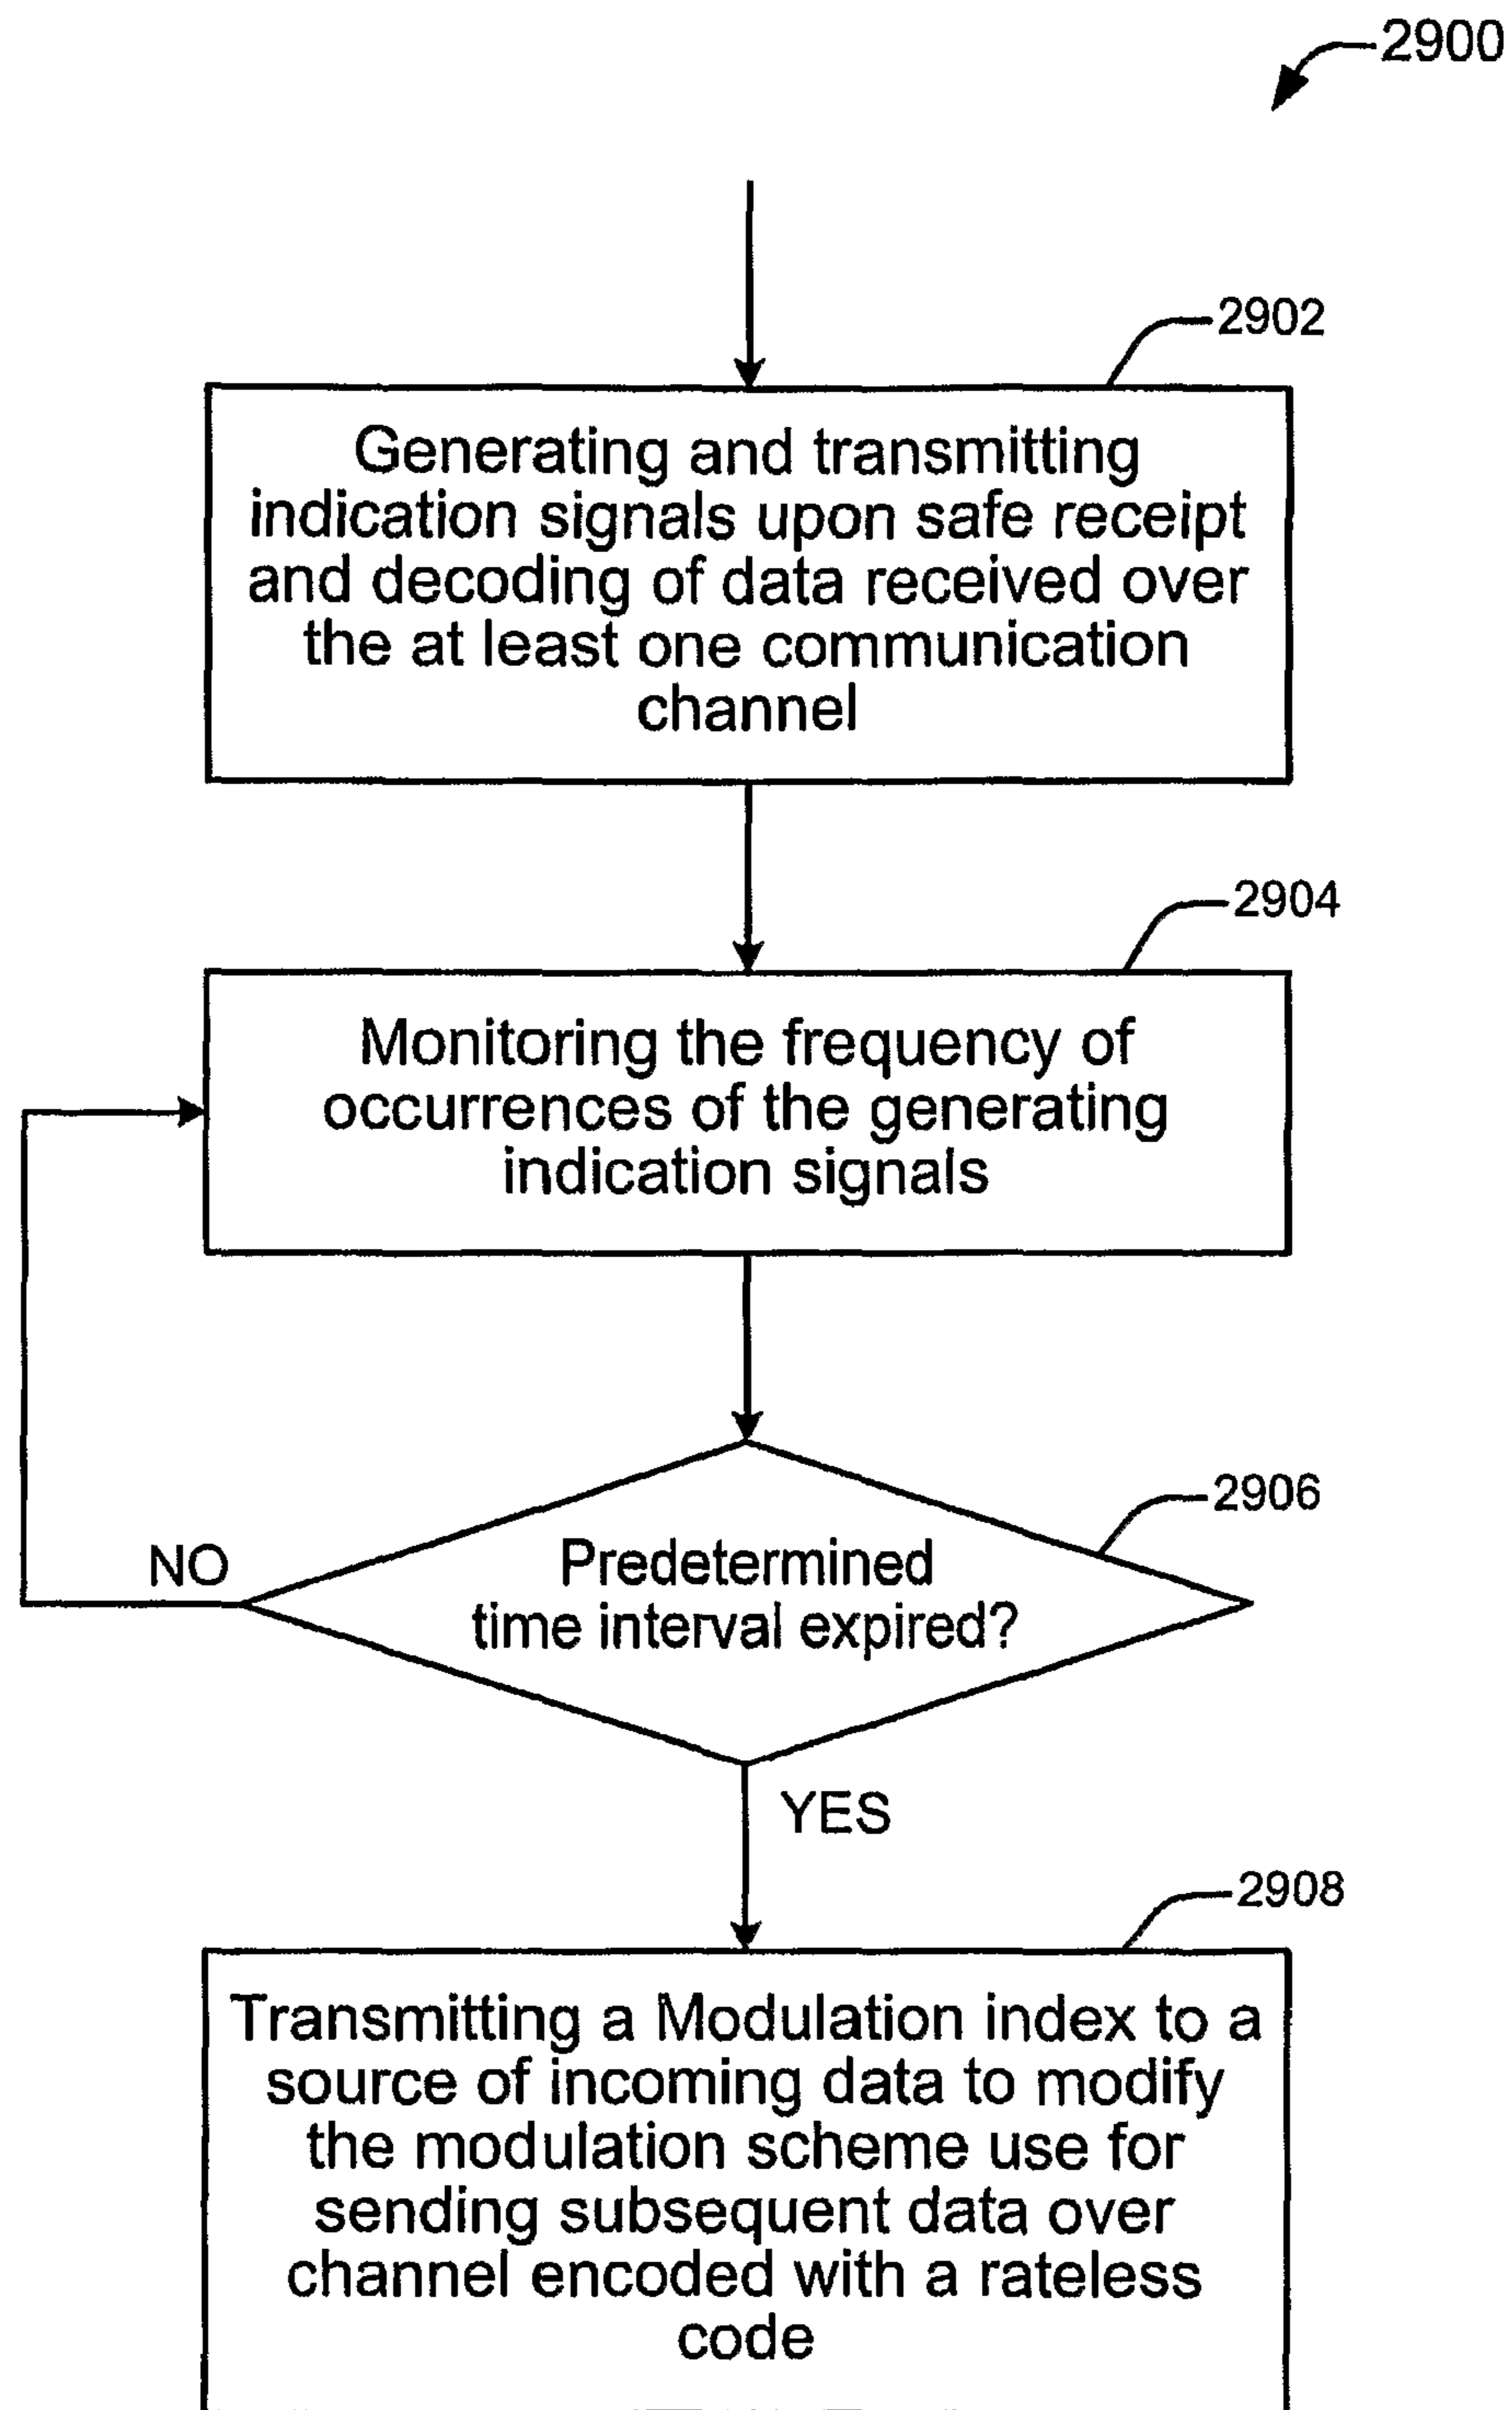 2900
2902
Generating and transmitting
indication signals upon safe receipt
and decoding of data received over
the at least one communication
channel
2904
Monitoring the frequency of
occurrences of the generating
indication signals
2906
Predetermined
time interval expired?
NO
YES
2908
Transmitting a Modulation index to a
source of incoming data to modify
the modulation scheme use for
sending subsequent data over
channel encoded with a rateless
code